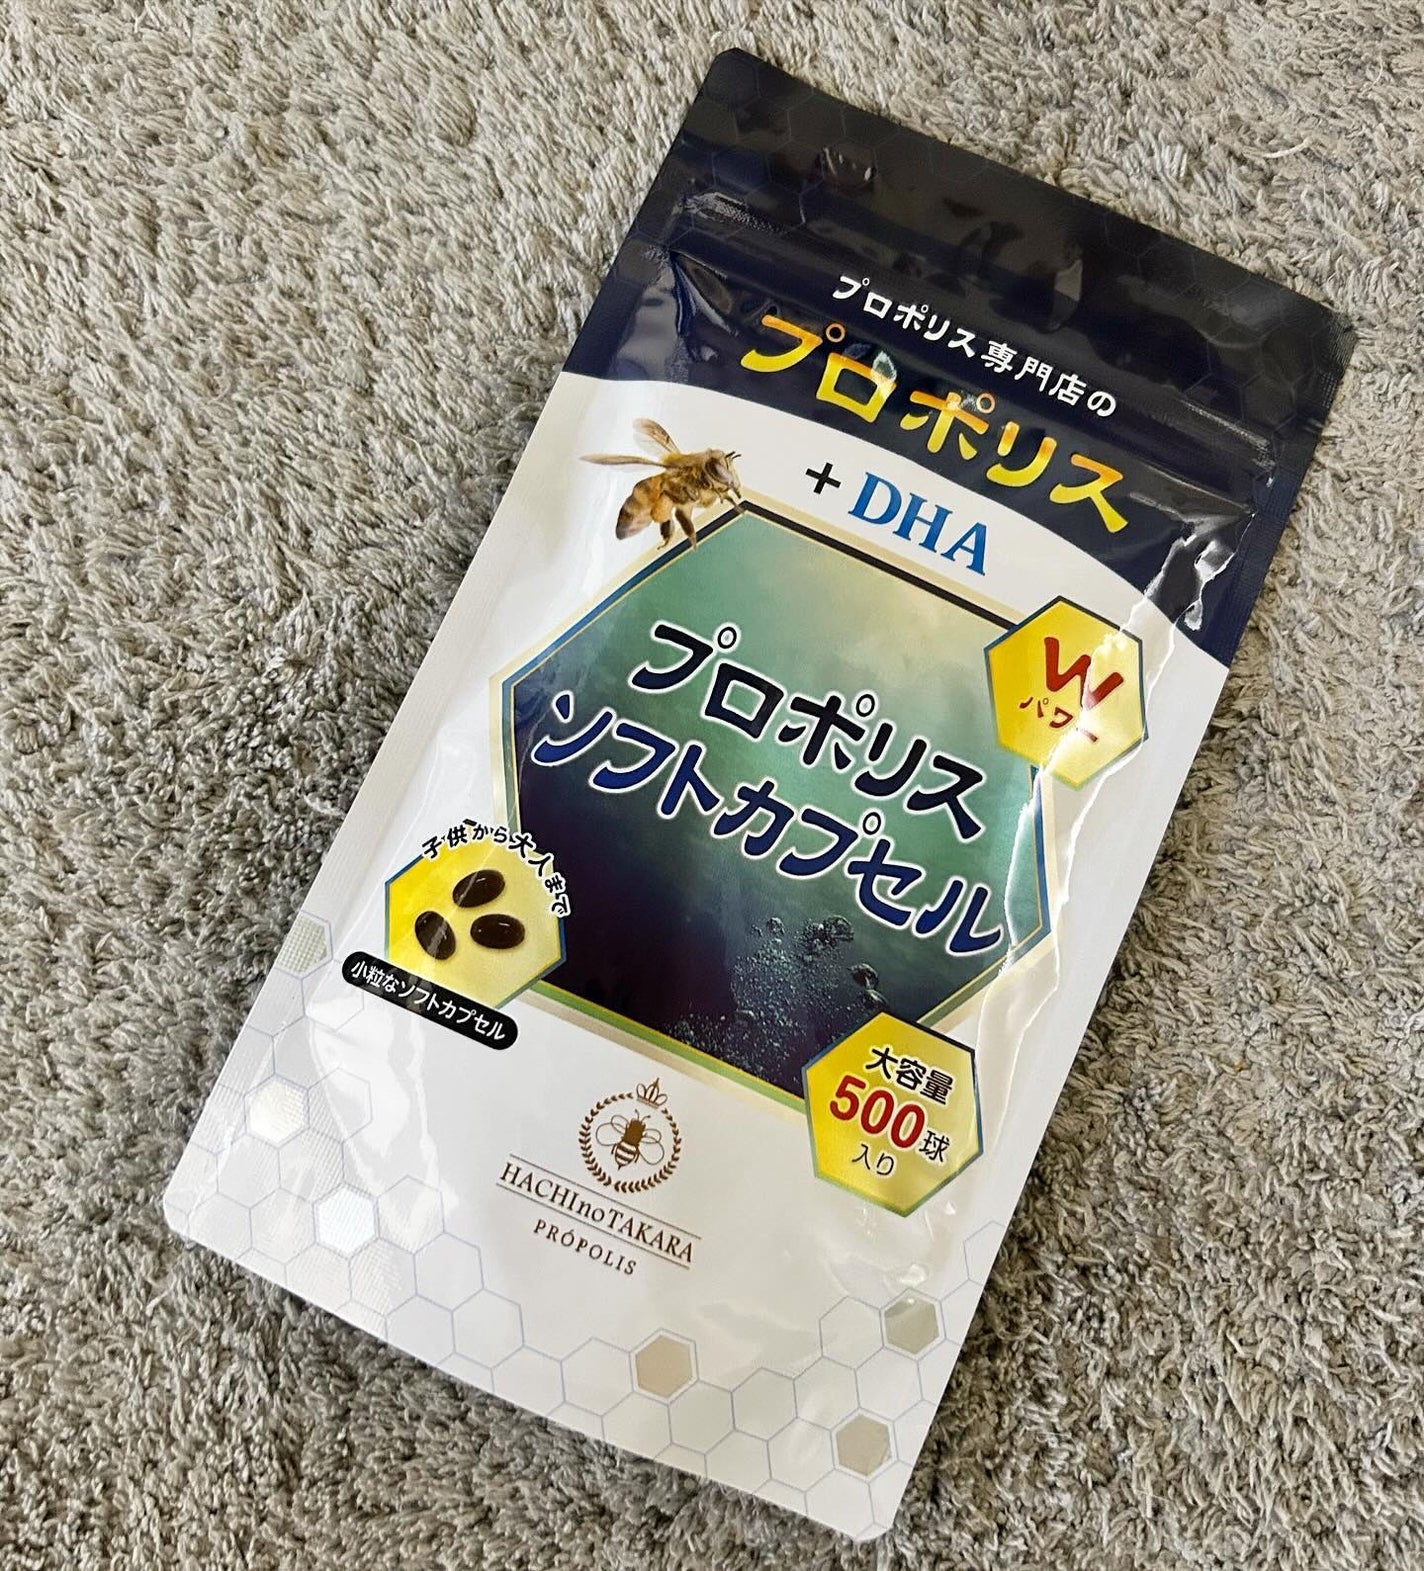 プロポリス専門店の
プロポリス
+DHA
W
パワー
プロポリス
ソフトカプセル
子供から大人まで
小粒なソフトカプセル
大容量
500球
入り
HACHInoTAKARA
PRÓPOLIS